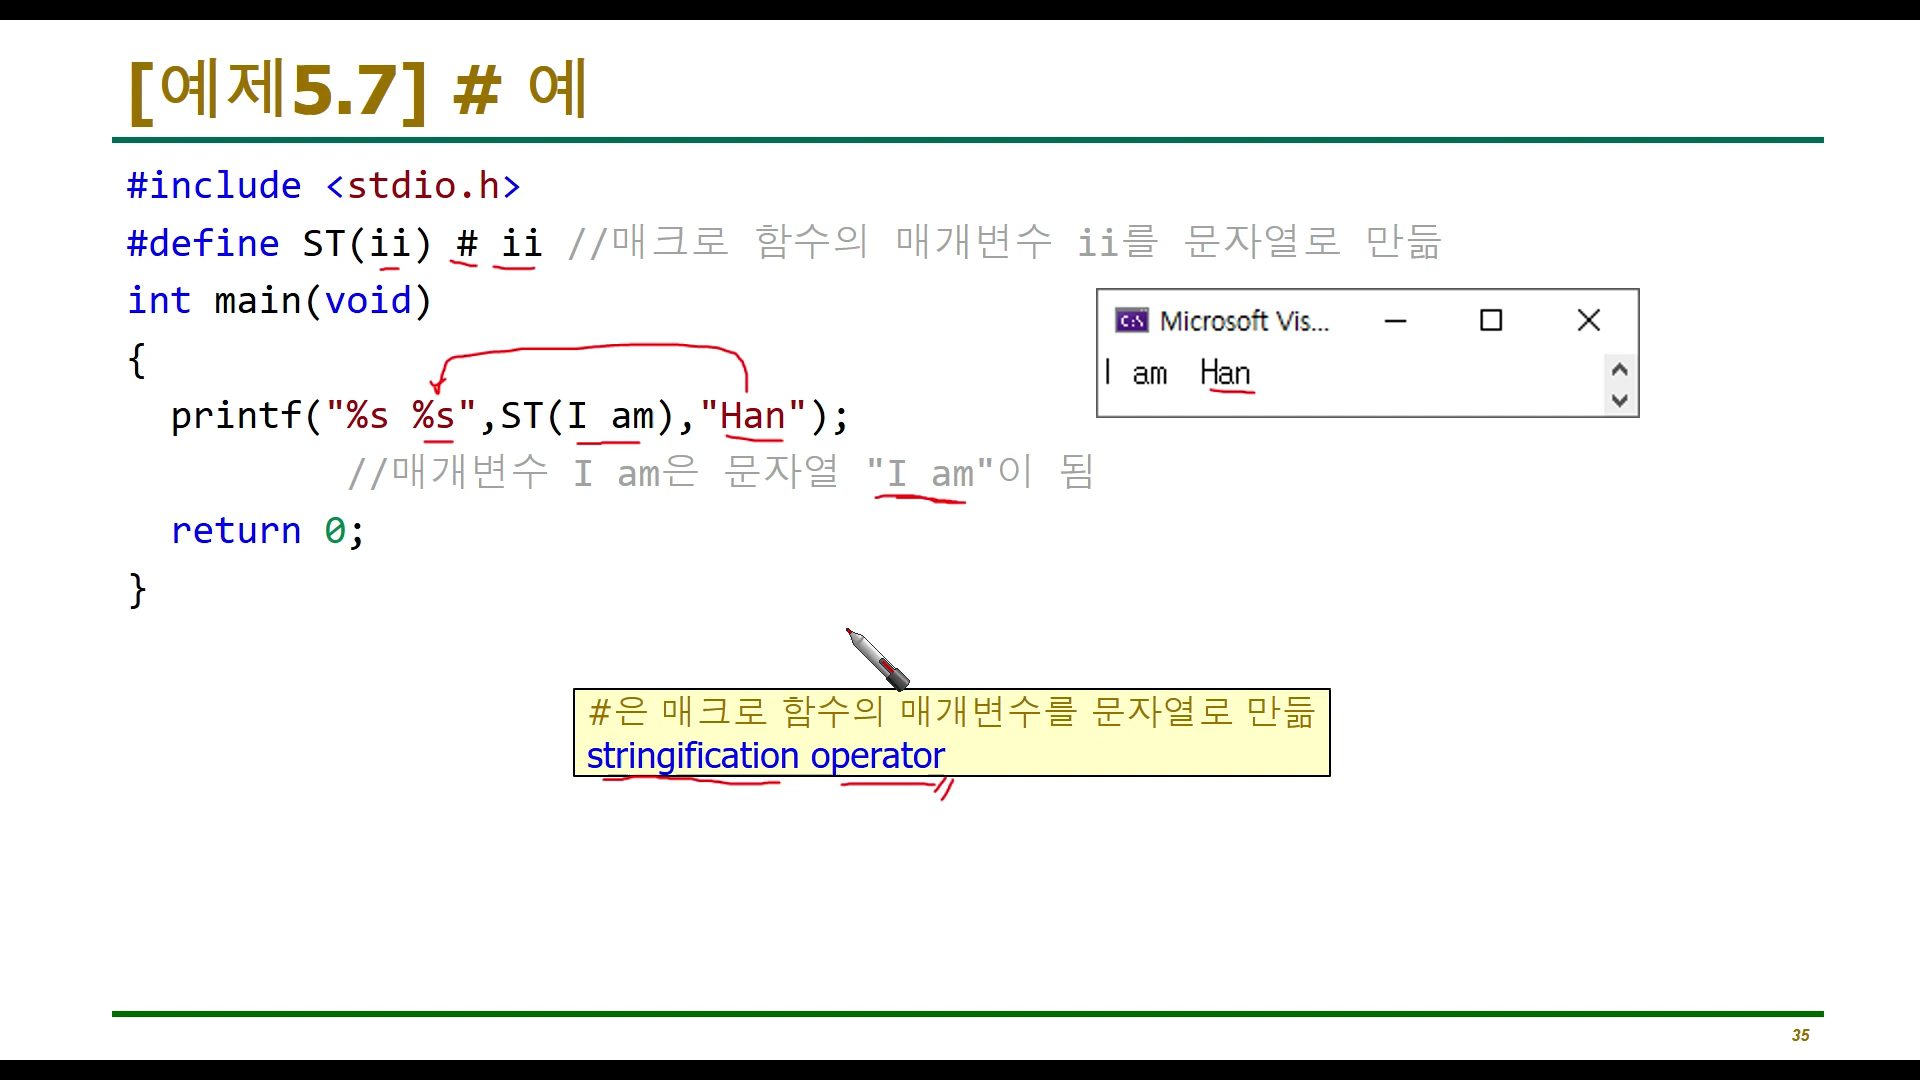 [예제5.7] # 예
#include <stdio.h>
#define ST(ii) # ii //매크로 함수의 매개변수 ii를 문자열로 만듦
int main(void)
{
printf("%s %s",ST(I am),"Han");
//매개변수 I am은 문자열 "I am"이 됨
return 0;
}
C:\ Microsoft Vis...
I am Han
#은 매크로 함수의 매개변수를 문자열로 만듦
stringification operator
35